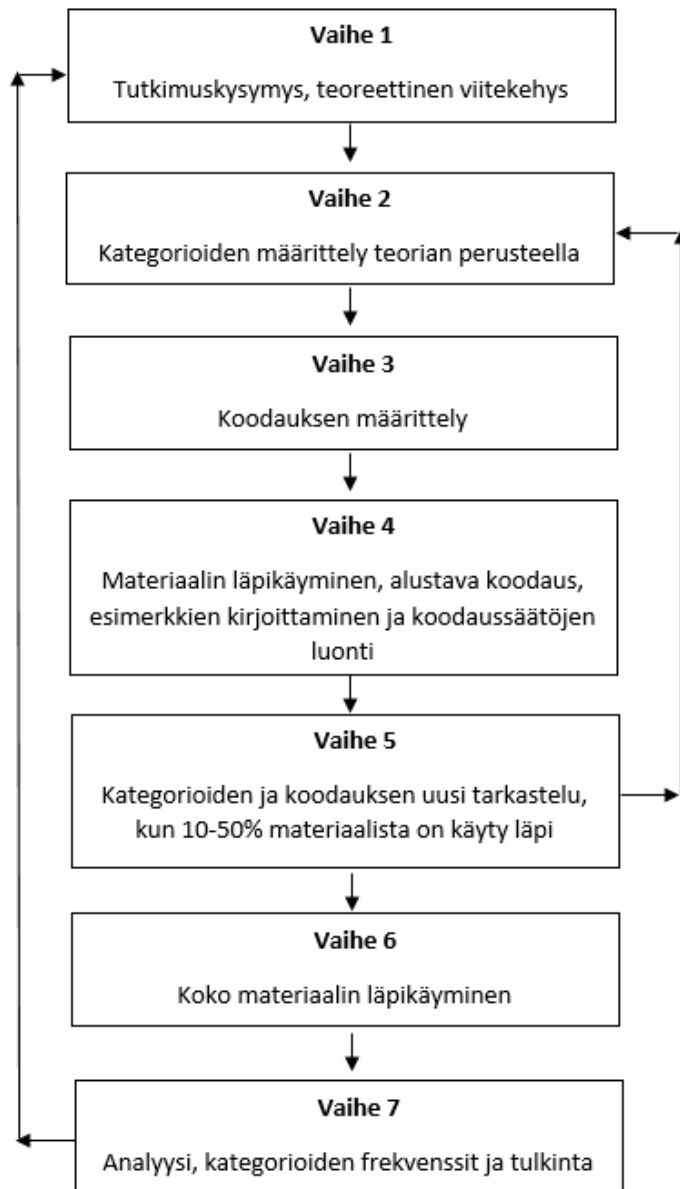 Vaihe 1
Tutkimuskysymys, teoreettinen viitekehys
Vaihe 2
Kategorioiden määrittely teorian perusteella
Vaihe 3
Koodauksen määrittely
Vaihe 4
Materiaalin läpikäyminen, alustava koodaus,
esimerkkien kirjoittaminen ja koodaussäätöjen
luonti
Vaihe 5
Kategorioiden ja koodauksen uusi tarkastelu,
kun 10-50% materiaalista on käyty läpi
Vaihe 6
Koko materiaalin läpikäyminen
Vaihe 7
Analyysi, kategorioiden frekvenssit ja tulkinta